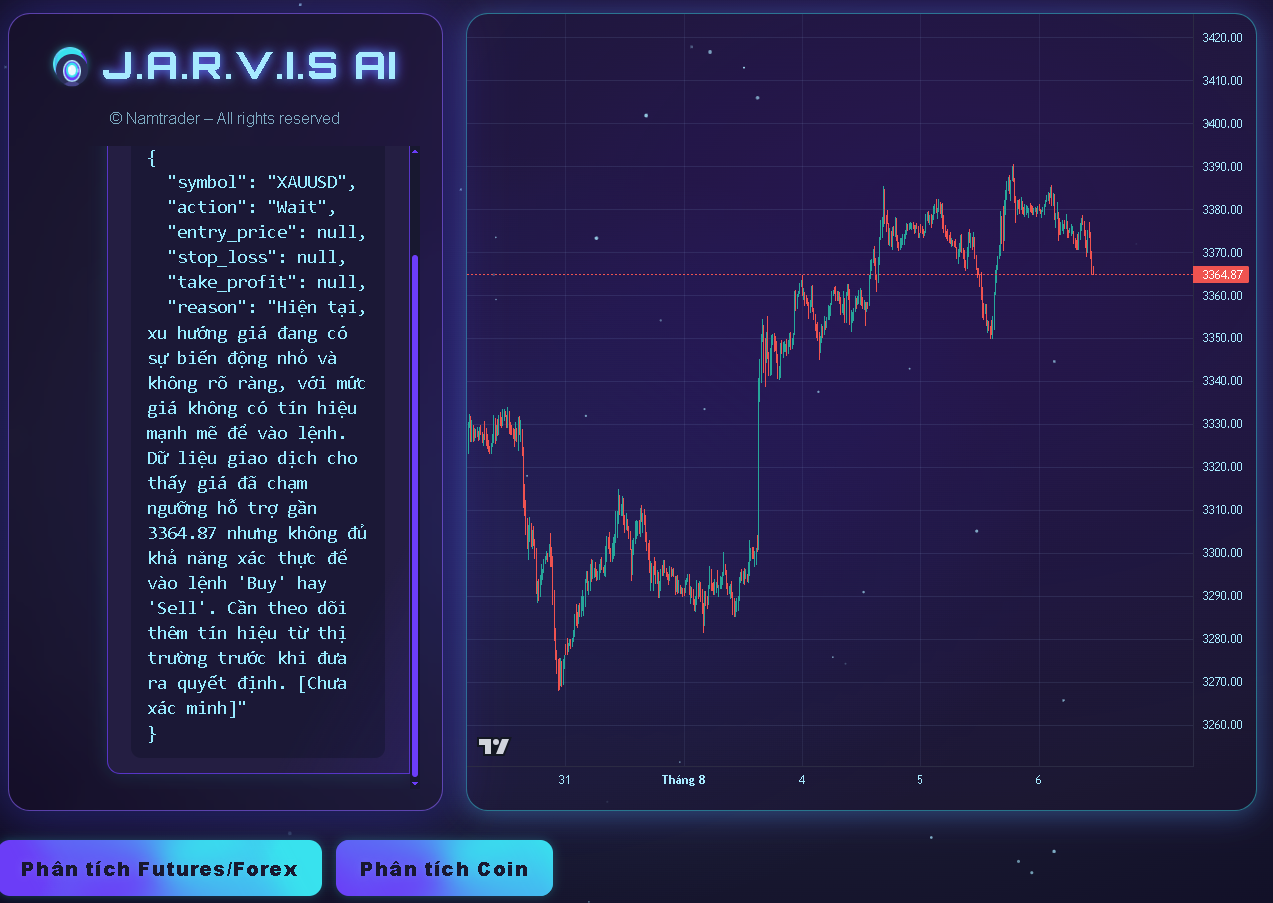 J.A.R.V.I.S AI
© Namtrader – All rights reserved
{
"symbol": "XAUUSD",
"action": "Wait",
"entry_price": null,
"stop_loss": null,
"take_profit": null,
"reason": "Hiện tại,
xu hướng giá đang có
sự biến động nhỏ và
không rõ ràng, với mức
giá không có tín hiệu
mạnh mẽ để vào lệnh.
Dữ liệu giao dịch cho
thấy giá đã chạm
ngưỡng hỗ trợ gần
3364.87 nhưng không đủ
khả năng xác thực để
vào lệnh 'Buy' hay
'Sell'. Cần theo dõi
thêm tín hiệu từ thị
trường trước khi đưa
ra quyết định. [Chưa
xác minh]"
}
3420.00
3410.00
3400.00
3390.00
3380.00
3370.00
3364.87
3360.00
3350.00
3340.00
3330.00
3320.00
3310.00
3300.00
3290.00
3280.00
3270.00
3260.00
31
Tháng 8
4
5
6
Phân tích Futures/Forex
Phân tích Coin